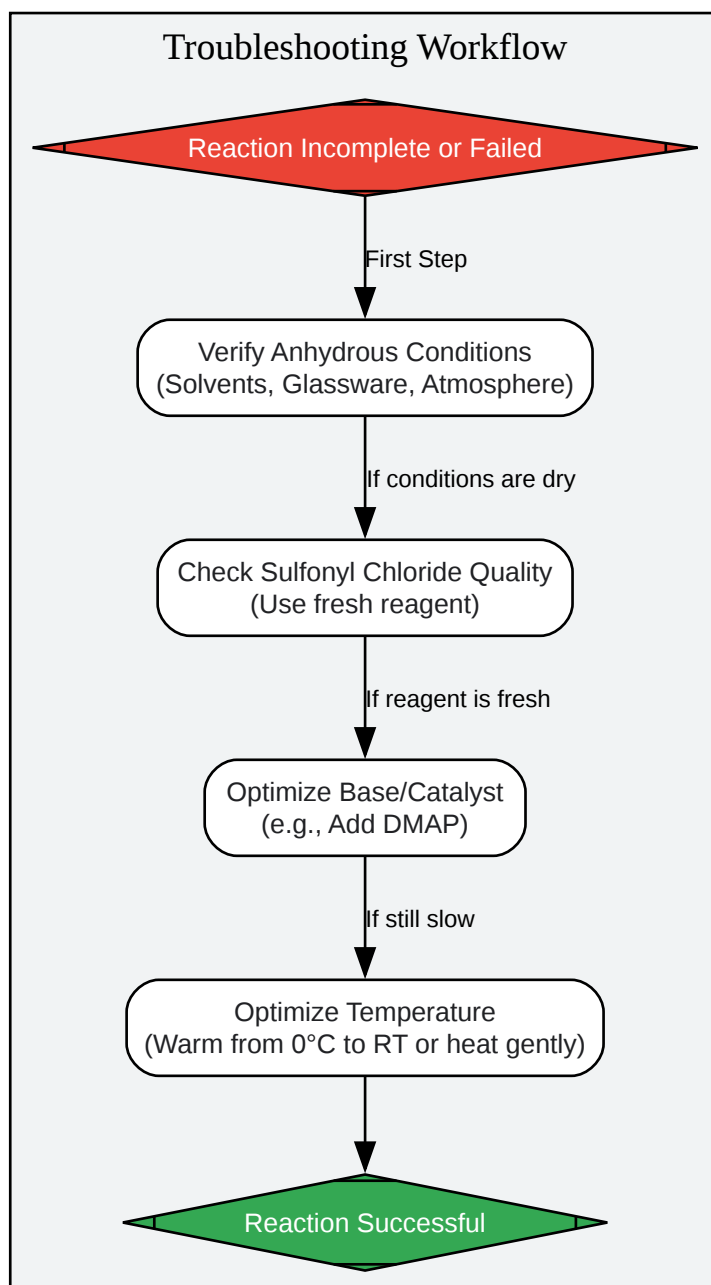 Troubleshooting Workflow
Reaction Incomplete or Failed
First Step
Verify Anhydrous Conditions
(Solvents, Glassware, Atmosphere)
If conditions are dry
Check Sulfonyl Chloride Quality
(Use fresh reagent)
If reagent is fresh
Optimize Base/Catalyst
(e.g., Add DMAP)
If still slow
Optimize Temperature
(Warm from 0°C to RT or heat gently)
Reaction Successful